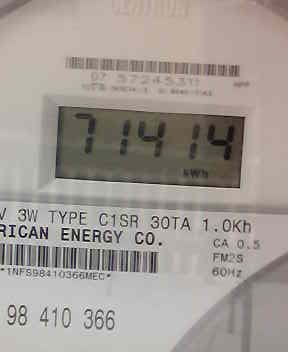 CENTRON
07 57245311
71414
kWh
V 3W TYPE C1SR 30TA 1.0Kh
RICAN ENERGY CO.
CA 0.5
FM2S
*1NFS98410366MEC*
60Hz
98 410 366